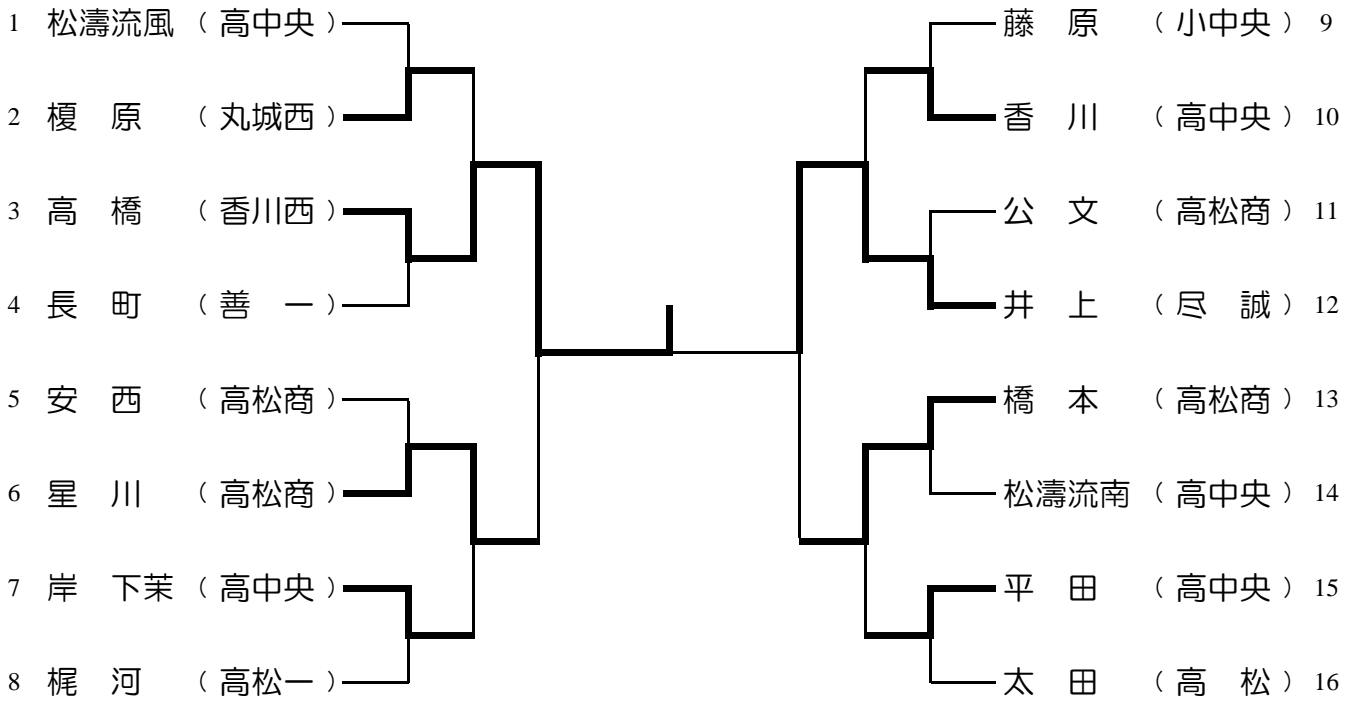 1 松濤流風 ( 高中央 )
2 榎 原 ( 丸城西 )
3 高 橋 ( 香川西 )
4 長 町 ( 善 一 )
5 安 西 ( 高松商 )
6 星 川 ( 高松商 )
7 岸 下茉 ( 高中央 )
8 梶 河 ( 高松一 )
藤 原 ( 小中央 ) 9
香 川 ( 高中央 ) 10
公 文 ( 高松商 ) 11
井 上 ( 尽 誠 ) 12
橋 本 ( 高松商 ) 13
松濤流南 ( 高中央 ) 14
平 田 ( 高中央 ) 15
太 田 ( 高 松 ) 16